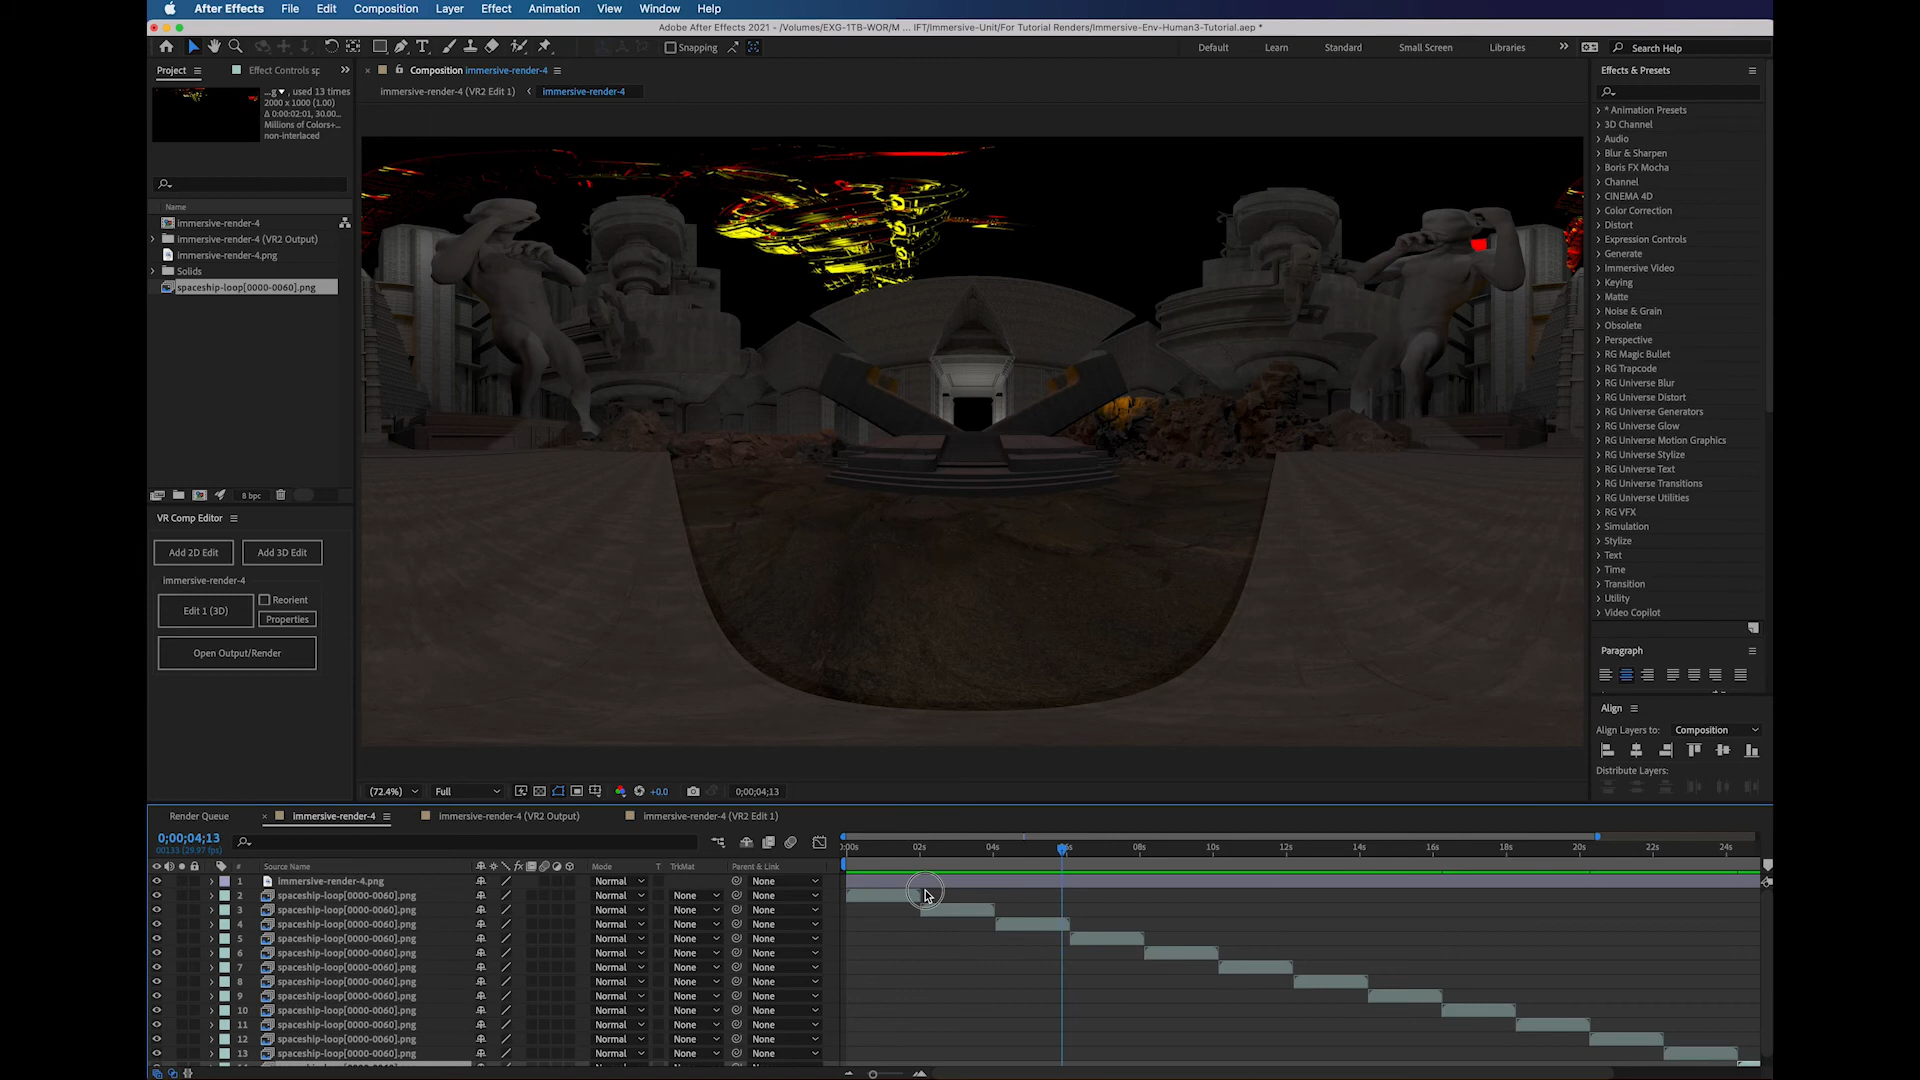 After Effects File Edit Composition Layer Effect Animation View Window Help
Adobe After Effects 2021 - /Volumes/EXG-1TB-WOR/M ... IFT/Immersive-Unit/For Tutorial Renders/Immersive-Env-Human3-Tutorial.aep *
Snapping Default Learn Standard Small Screen Libraries Search Help
Project Effect Controls sp Composition immersive-render-4 Effects & Presets
immersive-render-4 (VR2 Edit 1) immersive-render-4
...g, used 13 times
2000 x 1000 (1.00)
Δ 0:00:02:01, 30.00...
Millions of Colors+...
non-interlaced
Name
immersive-render-4
immersive-render-4 (VR2 Output)
immersive-render-4.png
Solids
spaceship-loop[0000-0060].png
8 bpc
VR Comp Editor
Add 2D Edit Add 3D Edit
immersive-render-4
Edit 1 (3D) Reorient
Properties
Open Output/Render
* Animation Presets
3D Channel
Audio
Blur & Sharpen
Boris FX Mocha
Channel
CINEMA 4D
Color Correction
Distort
Expression Controls
Generate
Immersive Video
Keying
Matte
Noise & Grain
Obsolete
Perspective
RG Magic Bullet
RG Trapcode
RG Universe Blur
RG Universe Distort
RG Universe Generators
RG Universe Glow
RG Universe Motion Graphics
RG Universe Stylize
RG Universe Text
RG Universe Transitions
RG Universe Utilities
RG VFX
Simulation
Stylize
Text
Time
Transition
Utility
Video Copilot
Paragraph
Align
Align Layers to: Composition
Distribute Layers:
(72.4%) Full +0.0 0;00;04;13
Render Queue immersive-render-4 immersive-render-4 (VR2 Output) immersive-render-4 (VR2 Edit 1)
0;00;04;13
00133 (29.97 fps)
:00s 02s 04s 06s 08s 10s 12s 14s 16s 18s 20s 22s 24s
# Source Name Mode T TrkMat Parent & Link
1 immersive-render-4.png Normal None
2 spaceship-loop[0000-0060].png Normal None None
3 spaceship-loop[0000-0060].png Normal None None
4 spaceship-loop[0000-0060].png Normal None None
5 spaceship-loop[0000-0060].png Normal None None
6 spaceship-loop[0000-0060].png Normal None None
7 spaceship-loop[0000-0060].png Normal None None
8 spaceship-loop[0000-0060].png Normal None None
9 spaceship-loop[0000-0060].png Normal None None
10 spaceship-loop[0000-0060].png Normal None None
11 spaceship-loop[0000-0060].png Normal None None
12 spaceship-loop[0000-0060].png Normal None None
13 spaceship-loop[0000-0060].png Normal None None